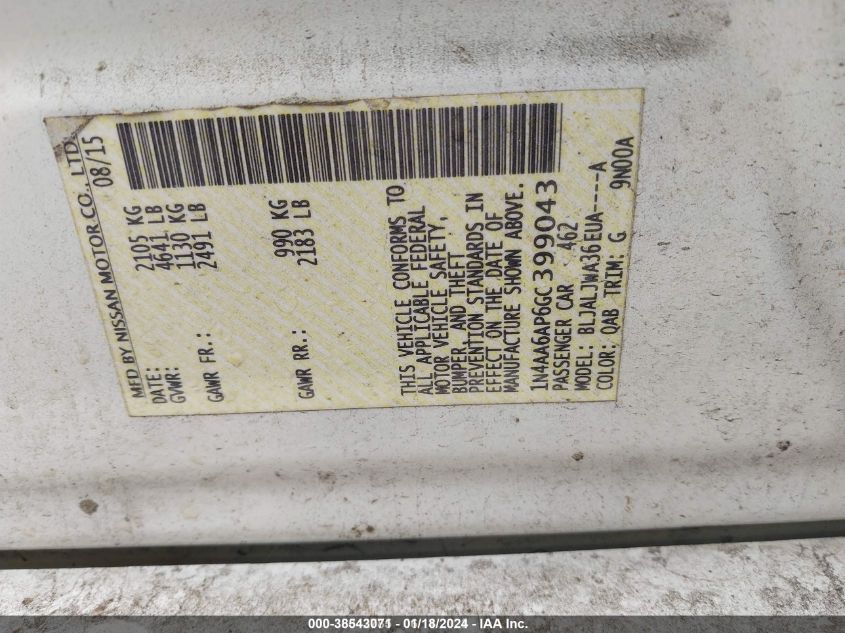 MFD BY NISSAN MOTOR CO., LTD.
DATE: 08/15
GVWR: 2105 KG
4641 LB
GAWR FR.: 1130 KG
2491 LB
GAWR RR.: 990 KG
2183 LB
THIS VEHICLE CONFORMS TO
ALL APPLICABLE FEDERAL
MOTOR VEHICLE SAFETY,
BUMPER, AND THEFT
PREVENTION STANDARDS IN
EFFECT ON THE DATE OF
MANUFACTURE SHOWN ABOVE.
1N4AA6AP6GC399043
PASSENGER CAR 462
MODEL: BLJALJWA36EUA-----A
COLOR: QAB TRIM: G 9N00A
000-38543071 - 01/18/2024 - IAA Inc.